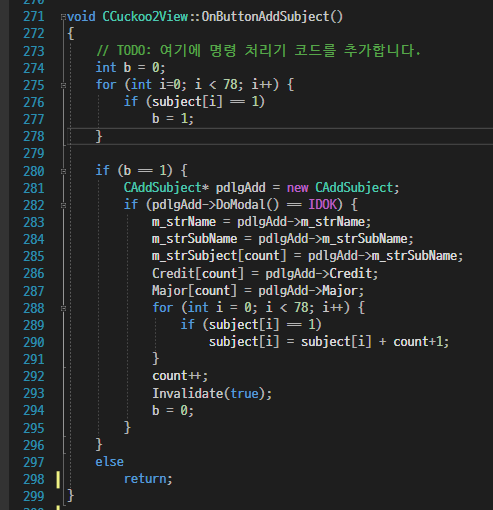 271 void CCuckoo2View::OnButtonAddSubject()
272 {
273 // TODO: 여기에 명령 처리기 코드를 추가합니다.
274 int b = 0;
275 for (int i=0; i < 78; i++) {
276 if (subject[i] == 1)
277 b = 1;
278 }
279
280 if (b == 1) {
281 CAddSubject* pdlgAdd = new CAddSubject;
282 if (pdlgAdd->DoModal() == IDOK) {
283 m_strName = pdlgAdd->m_strName;
284 m_strSubName = pdlgAdd->m_strSubName;
285 m_strSubject[count] = pdlgAdd->m_strSubName;
286 Credit[count] = pdlgAdd->Credit;
287 Major[count] = pdlgAdd->Major;
288 for (int i = 0; i < 78; i++) {
289 if (subject[i] == 1)
290 subject[i] = subject[i] + count+1;
291 }
292 count++;
293 Invalidate(true);
294 b = 0;
295 }
296 }
297 else
298 return;
299 }